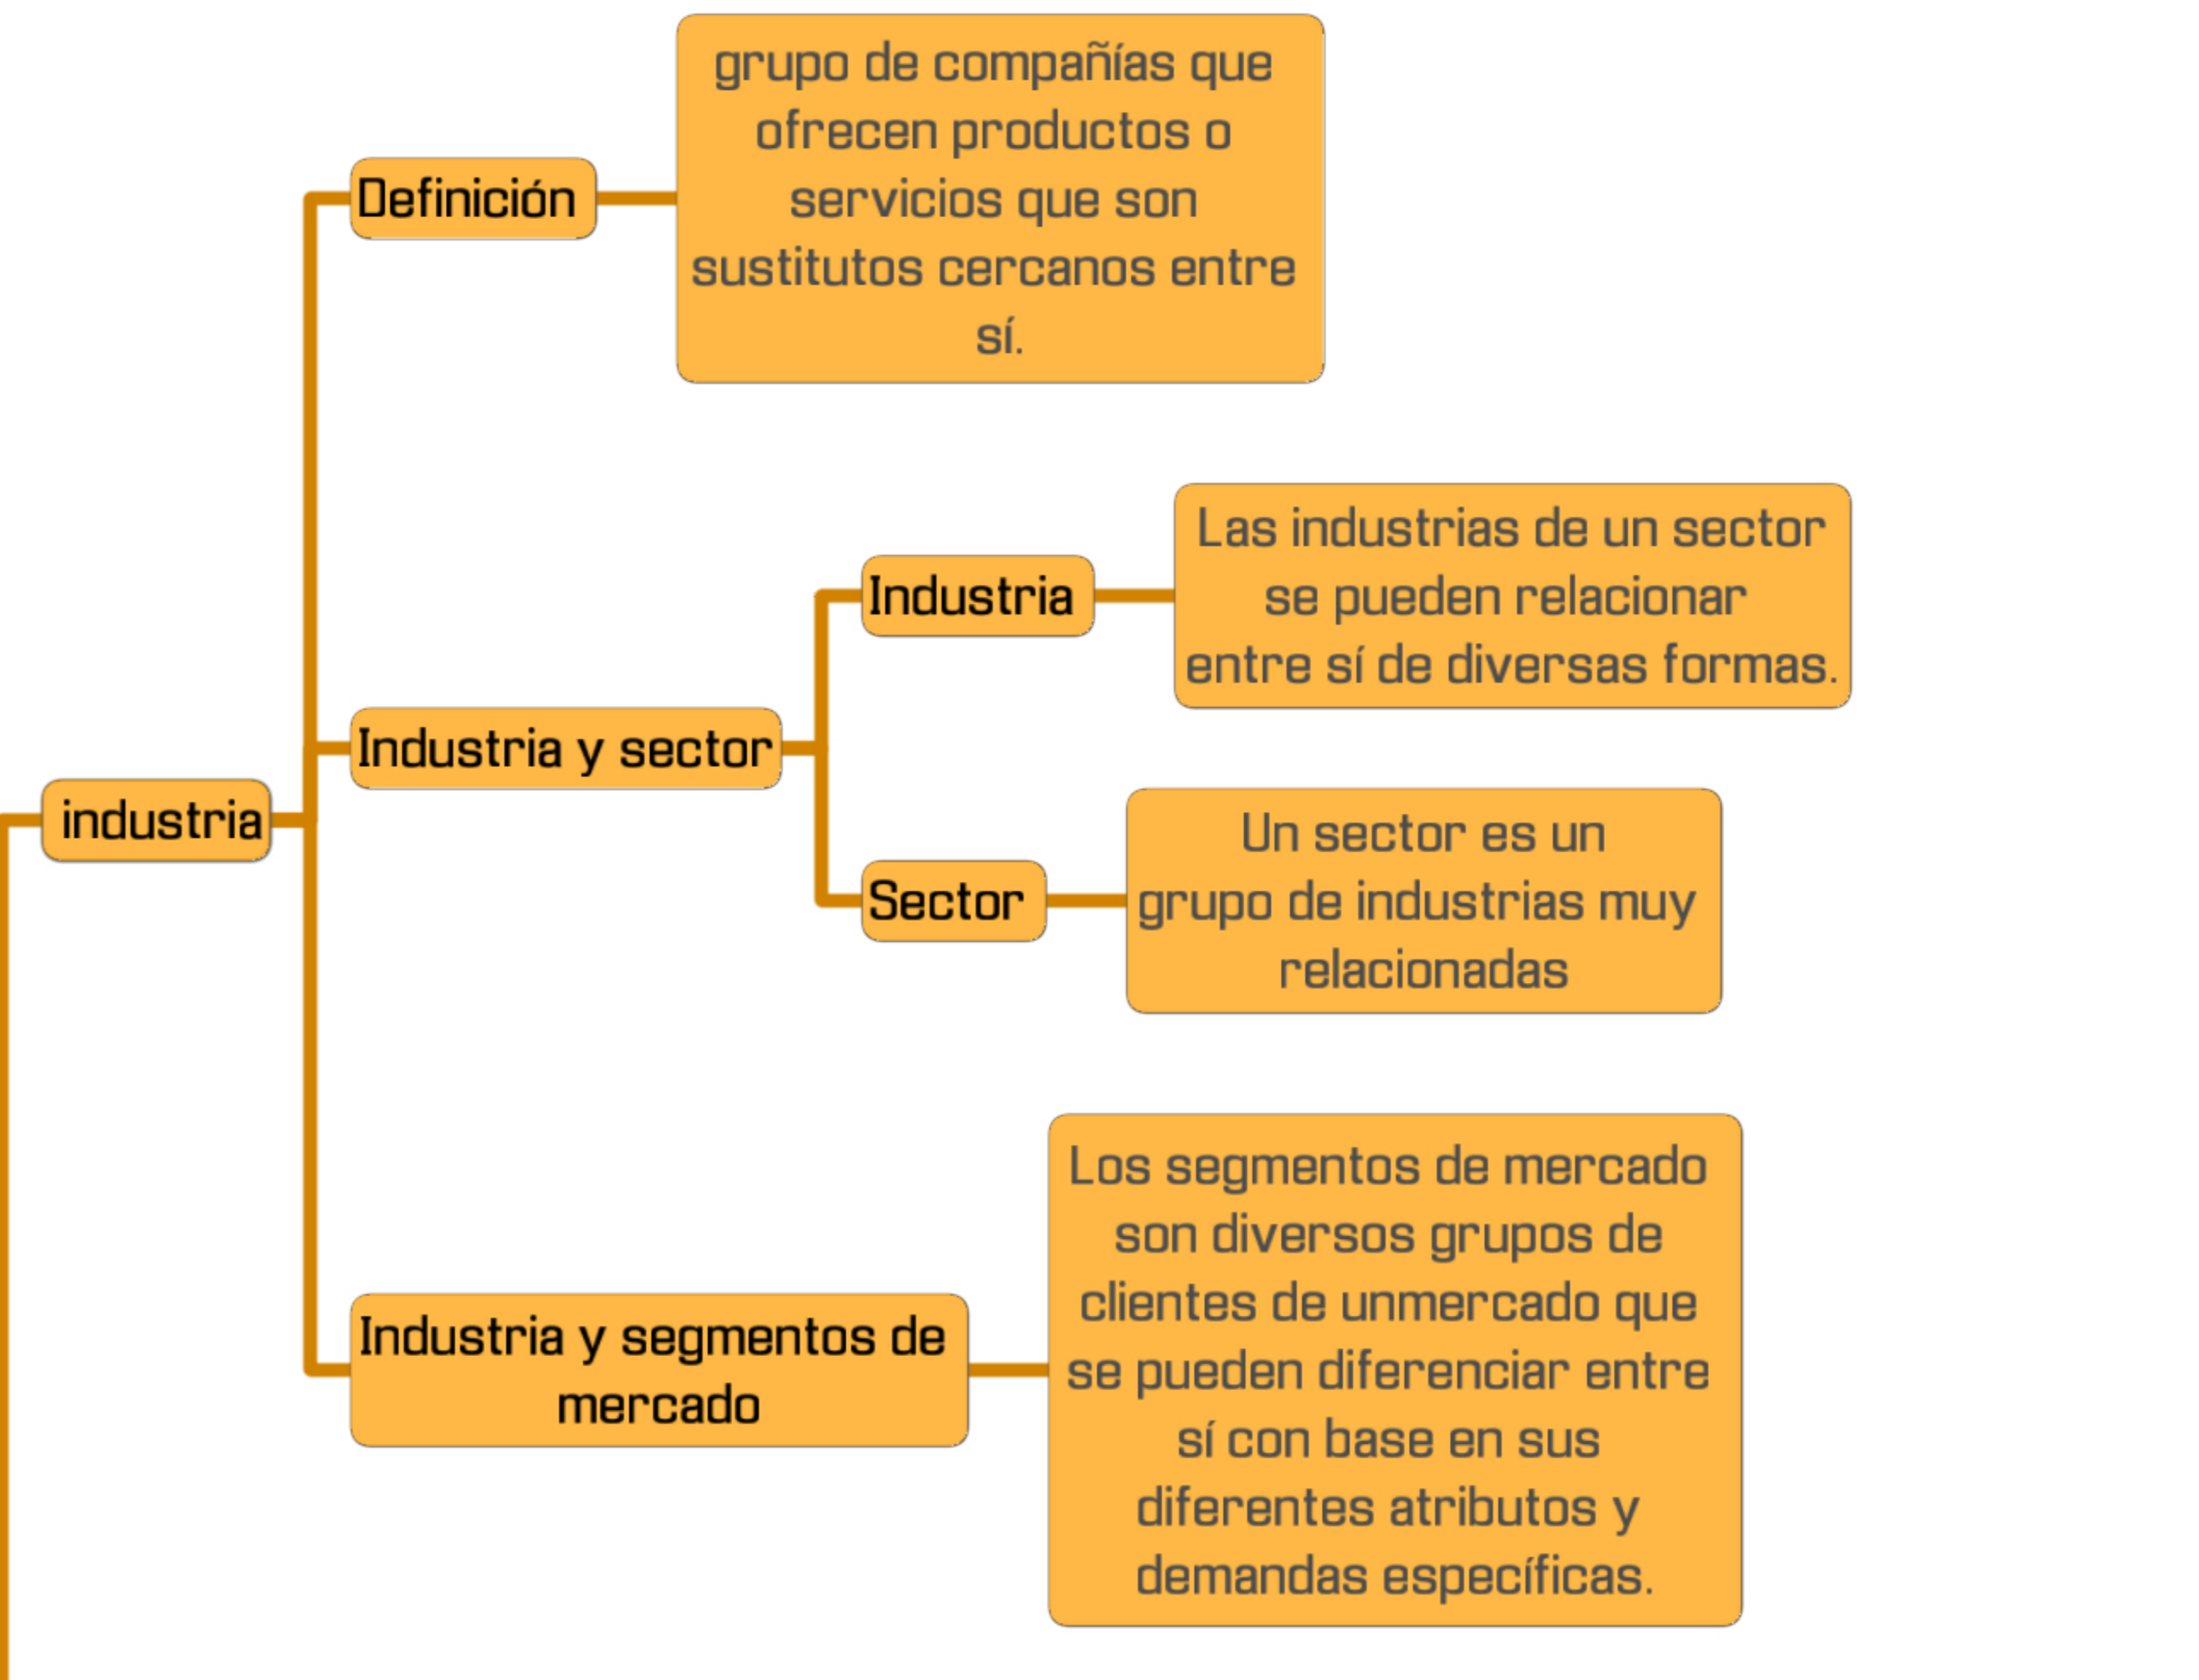 grupo de compañías que
ofrecen productos o
servicios que son
sustitutos cercanos entre
sí.
Definición
Las industrias de un sector
se pueden relacionar
entre sí de diversas formas.
Industria
Industria y sector
industria
Un sector es un
grupo de industrias muy
relacionadas
Sector
Los segmentos de mercado
son diversos grupos de
clientes de unmercado que
se pueden diferenciar entre
sí con base en sus
diferentes atributos y
demandas específicas.
Industria y segmentos de
mercado